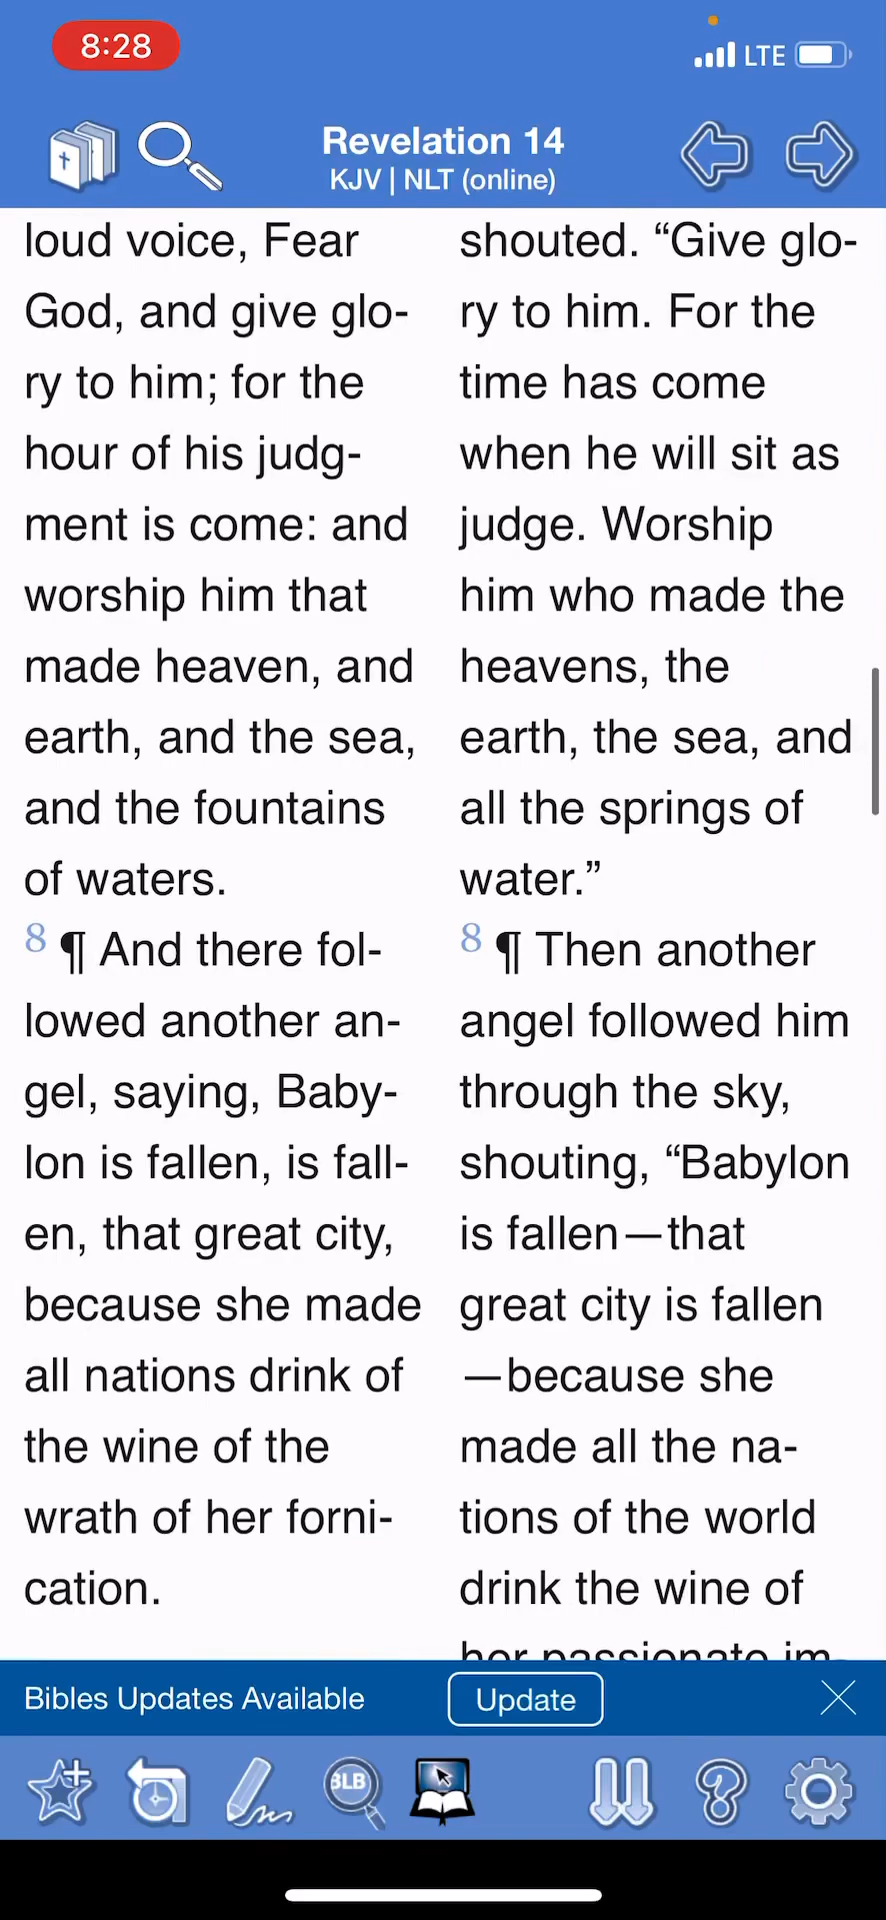 8:28
LTE
Revelation 14
KJV | NLT (online)
loud voice, Fear
God, and give glo-
ry to him; for the
hour of his judg-
ment is come: and
worship him that
made heaven, and
earth, and the sea,
and the fountains
of waters.
8 ¶ And there fol-
lowed another an-
gel, saying, Baby-
lon is fallen, is fall-
en, that great city,
because she made
all nations drink of
the wine of the
wrath of her forni-
cation.
shouted. “Give glo-
ry to him. For the
time has come
when he will sit as
judge. Worship
him who made the
heavens, the
earth, the sea, and
all the springs of
water.”
8 ¶ Then another
angel followed him
through the sky,
shouting, “Babylon
is fallen—that
great city is fallen
—because she
made all the na-
tions of the world
drink the wine of
her passionate im-
Bibles Updates Available
Update
BLB